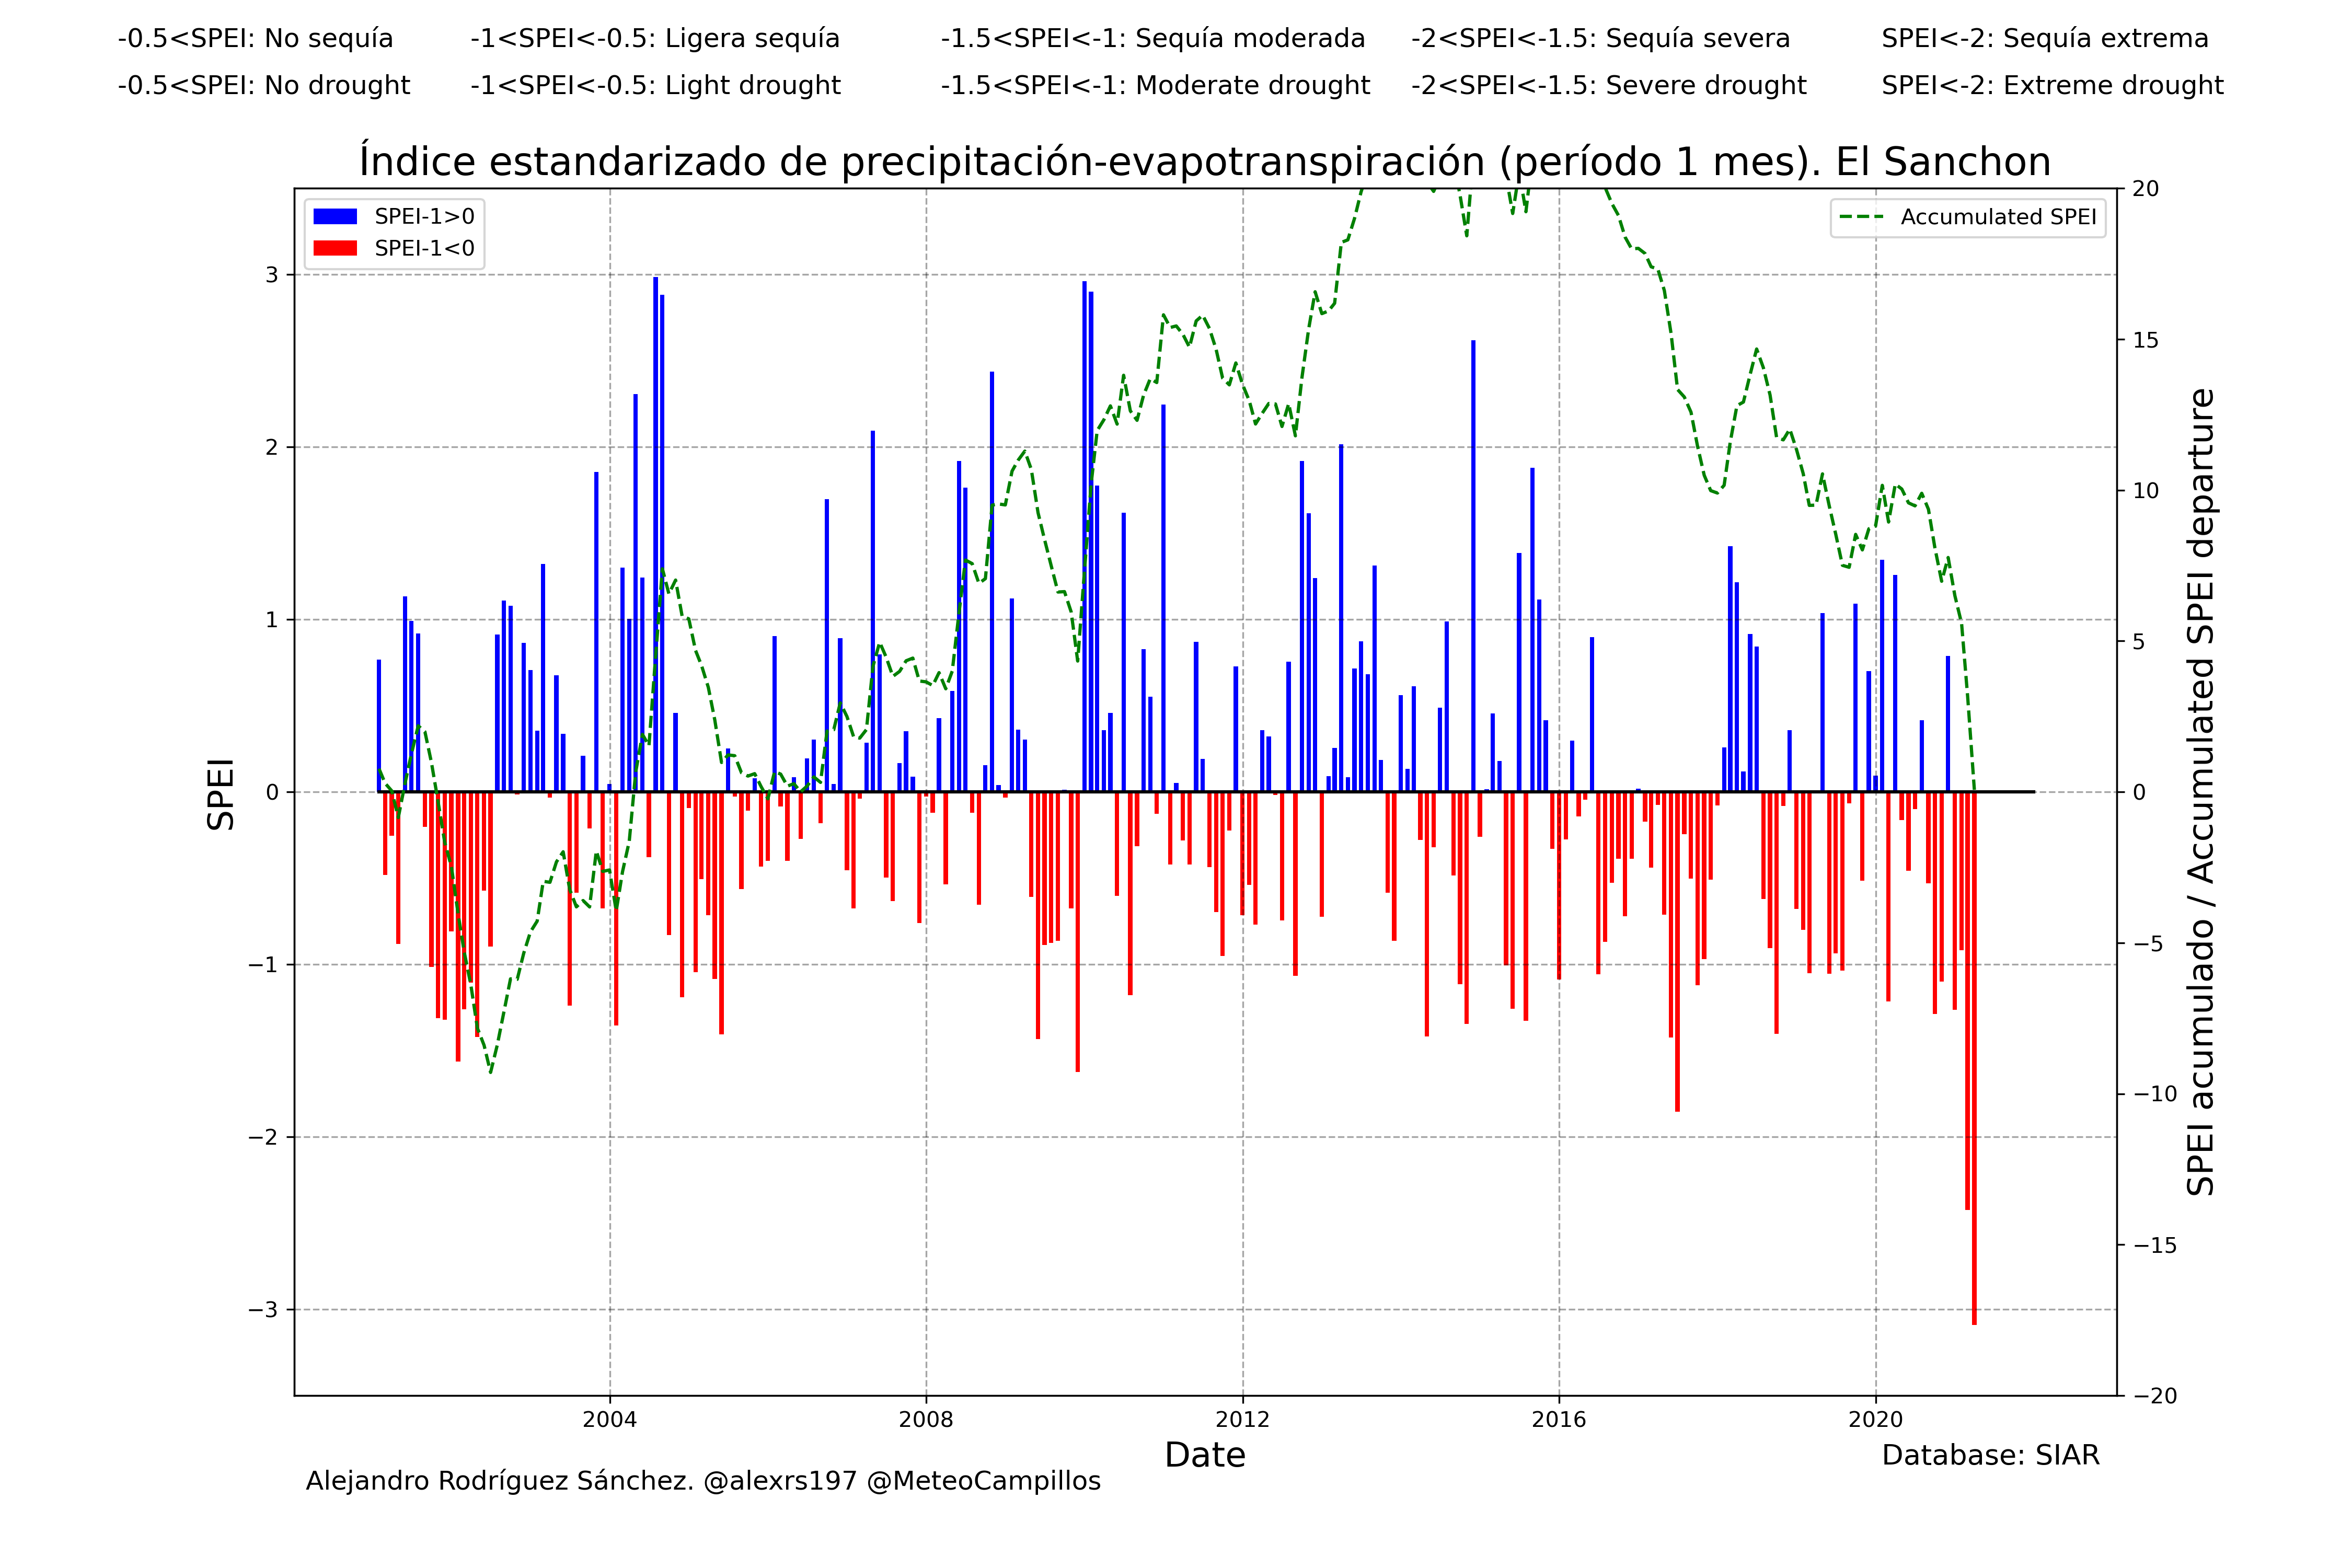 -0.5<SPEI: No sequía -1<SPEI<-0.5: Ligera sequía -1.5<SPEI<-1: Sequía moderada -2<SPEI<-1.5: Sequía severa SPEI<-2: Sequía extrema
-0.5<SPEI: No drought -1<SPEI<-0.5: Light drought -1.5<SPEI<-1: Moderate drought -2<SPEI<-1.5: Severe drought SPEI<-2: Extreme drought
Índice estandarizado de precipitación-evapotranspiración (período 1 mes). El Sanchon
SPEI-1>0
SPEI-1<0
Accumulated SPEI
SPEI
3
2
1
0
−1
−2
−3
20
15
10
5
0
−5
−10
−15
−20
SPEI acumulado / Accumulated SPEI departure
2004 2008 2012 2016 2020
Date
Database: SIAR
Alejandro Rodríguez Sánchez. @alexrs197 @MeteoCampillos